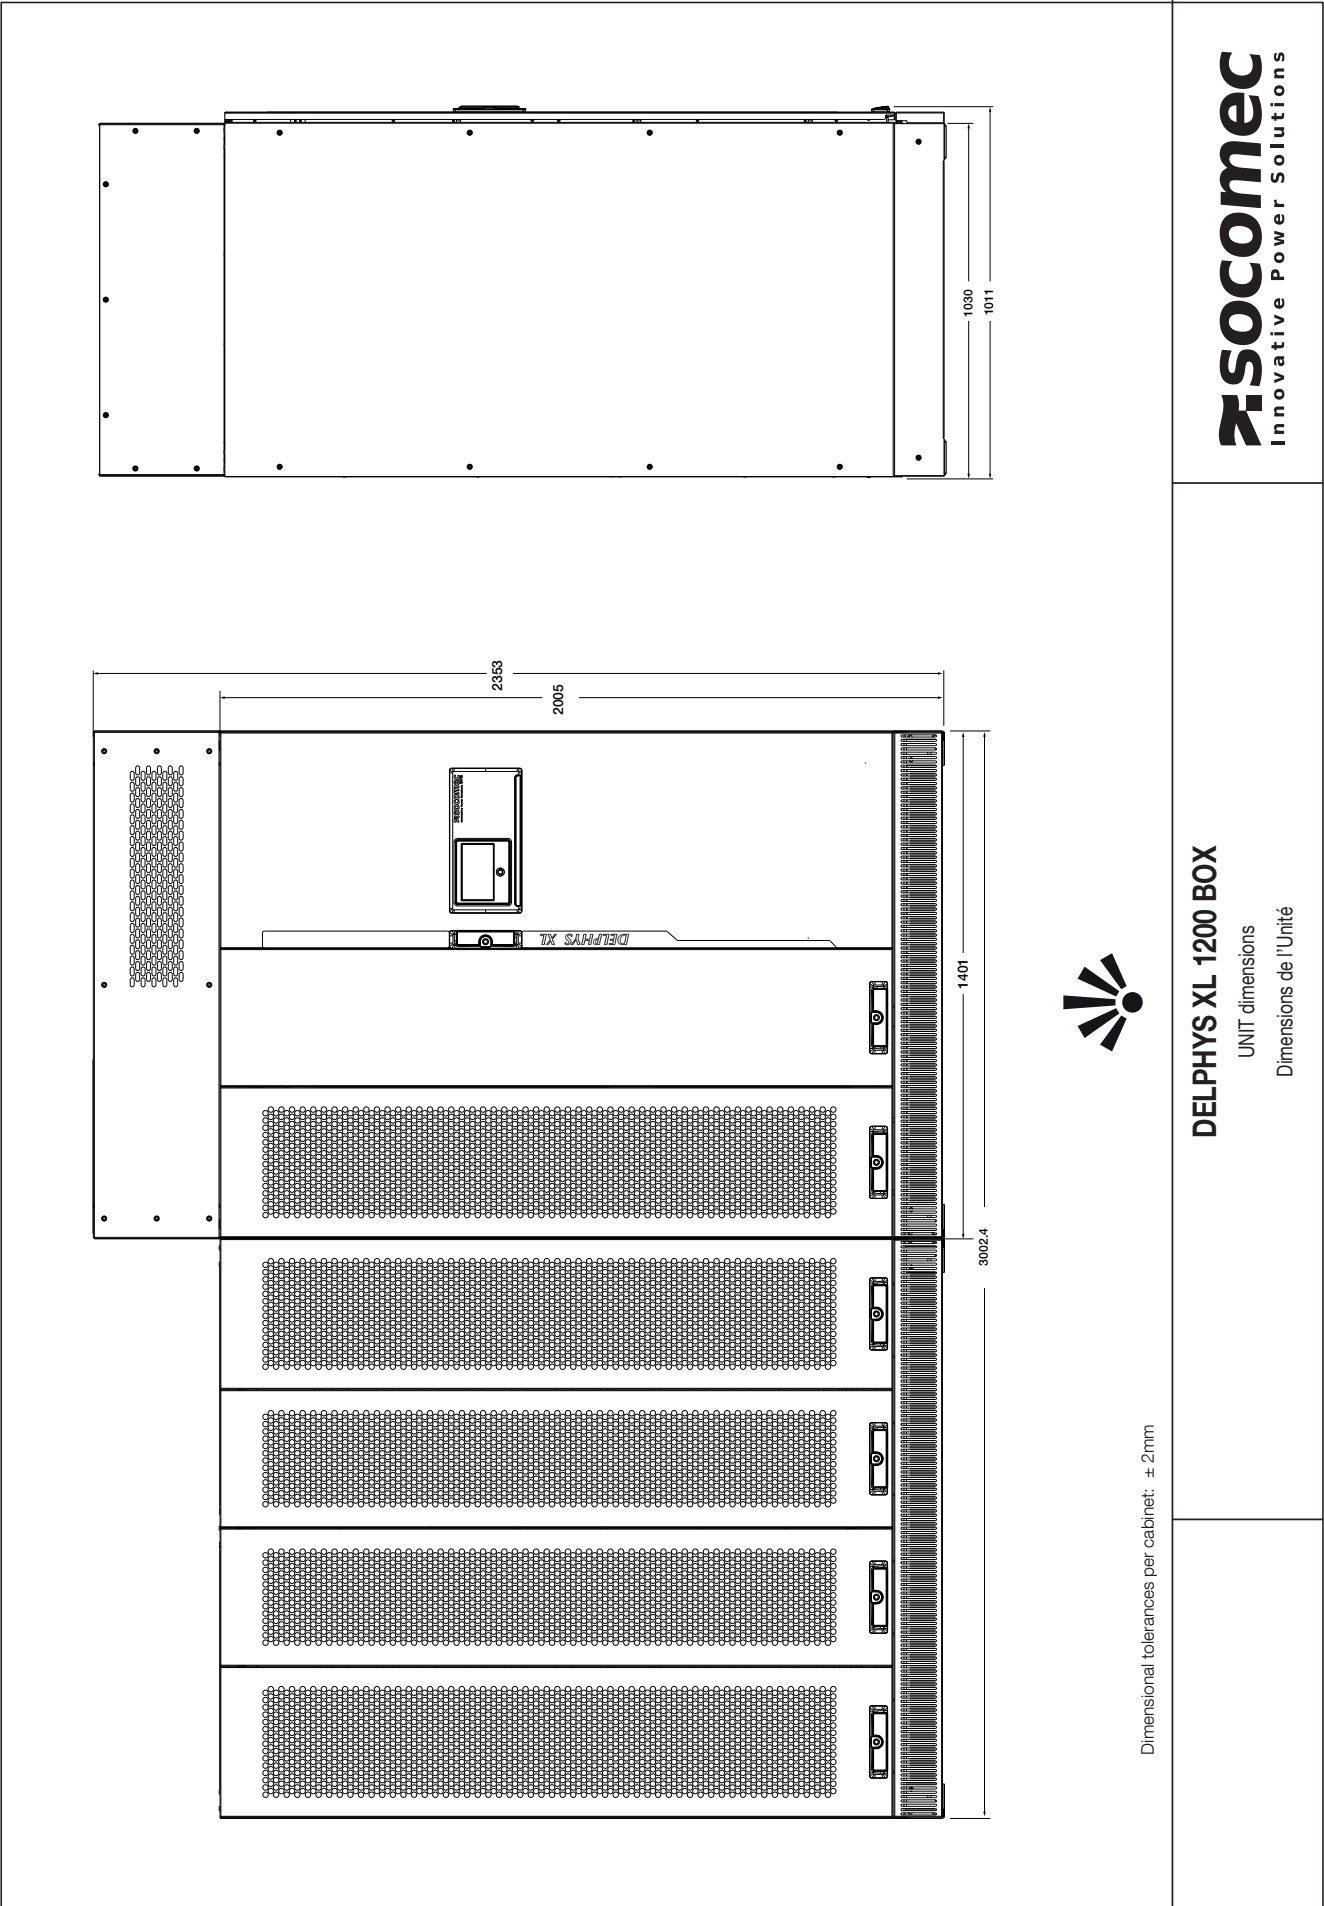 socomec
Innovative Power Solutions
1030
1011
2353
2005
socomec
DELPHYS XL
1401
3002.4
Dimensional tolerances per cabinet: ± 2mm
DELPHYS XL 1200 BOX
UNIT dimensions
Dimensions de l'Unité